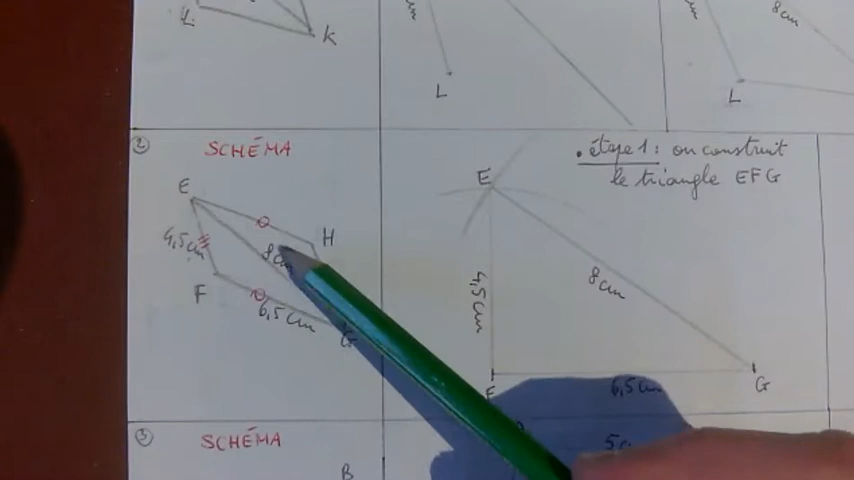 L
K
L
8cm
L
②
SCHÉMA
E
4,5cm
H
8cm
F
6,5cm
G
• étape 1: on construit
le triangle EFG
E
8cm
4,5cm
F
6,5cm
G
③
SCHÉMA
B